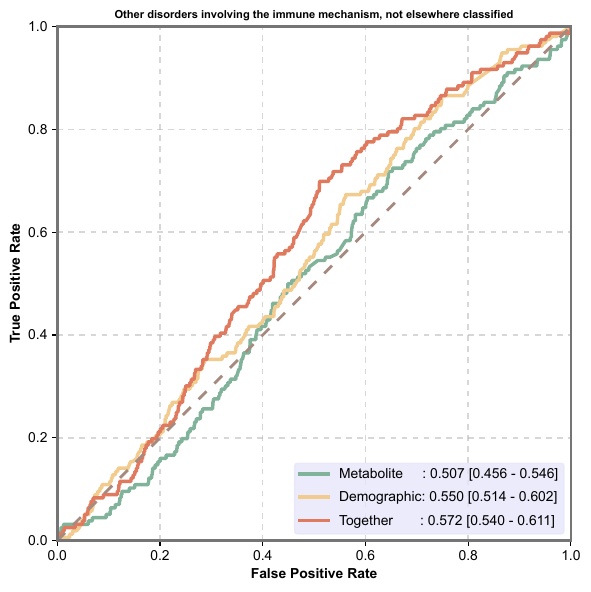 Other disorders involving the immune mechanism, not elsewhere classified
1.0
0.8
0.6
0.4
0.2
0.0
True Positive Rate
Metabolite : 0.507 [0.456 - 0.546]
Demographic: 0.550 [0.514 - 0.602]
Together : 0.572 [0.540 - 0.611]
0.0 0.2 0.4 0.6 0.8 1.0
False Positive Rate